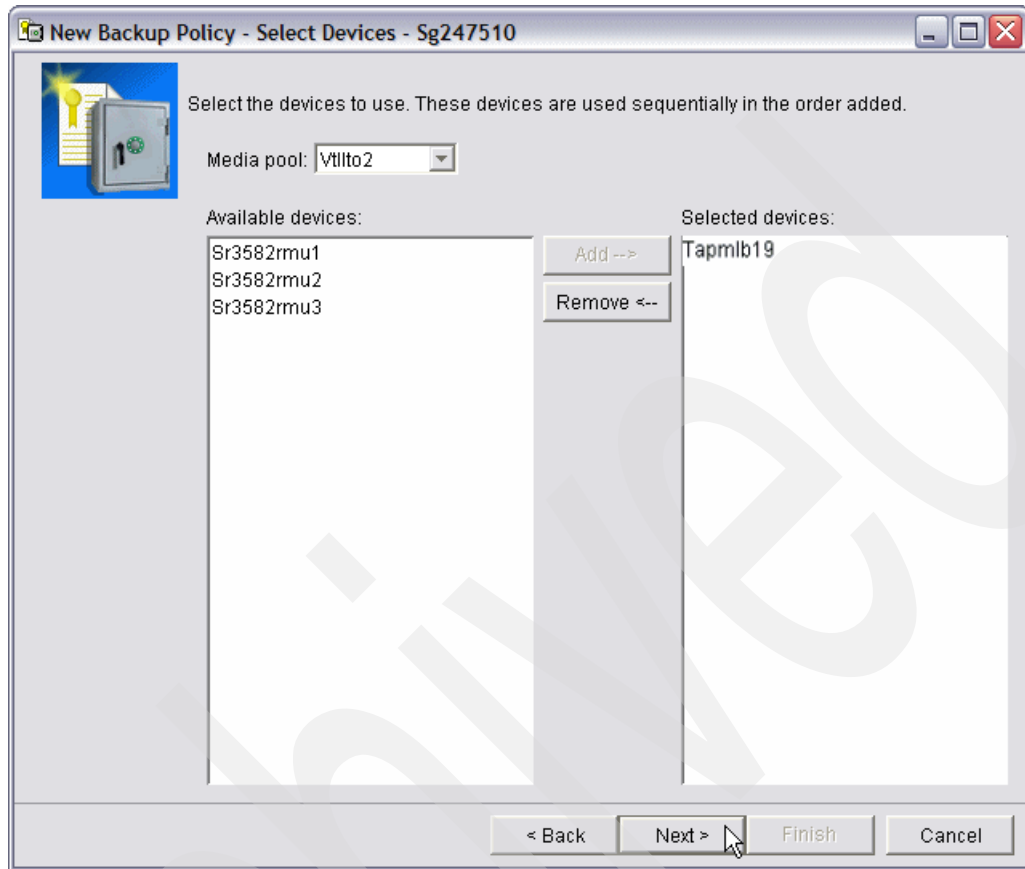 New Backup Policy - Select Devices - Sg247510
Select the devices to use. These devices are used sequentially in the order added.
Media pool: Vtllto2
Available devices:
Sr3582rmu1
Sr3582rmu2
Sr3582rmu3
Add -->
Remove <--
Selected devices:
Tapmlb19
< Back
Next >
Finish
Cancel